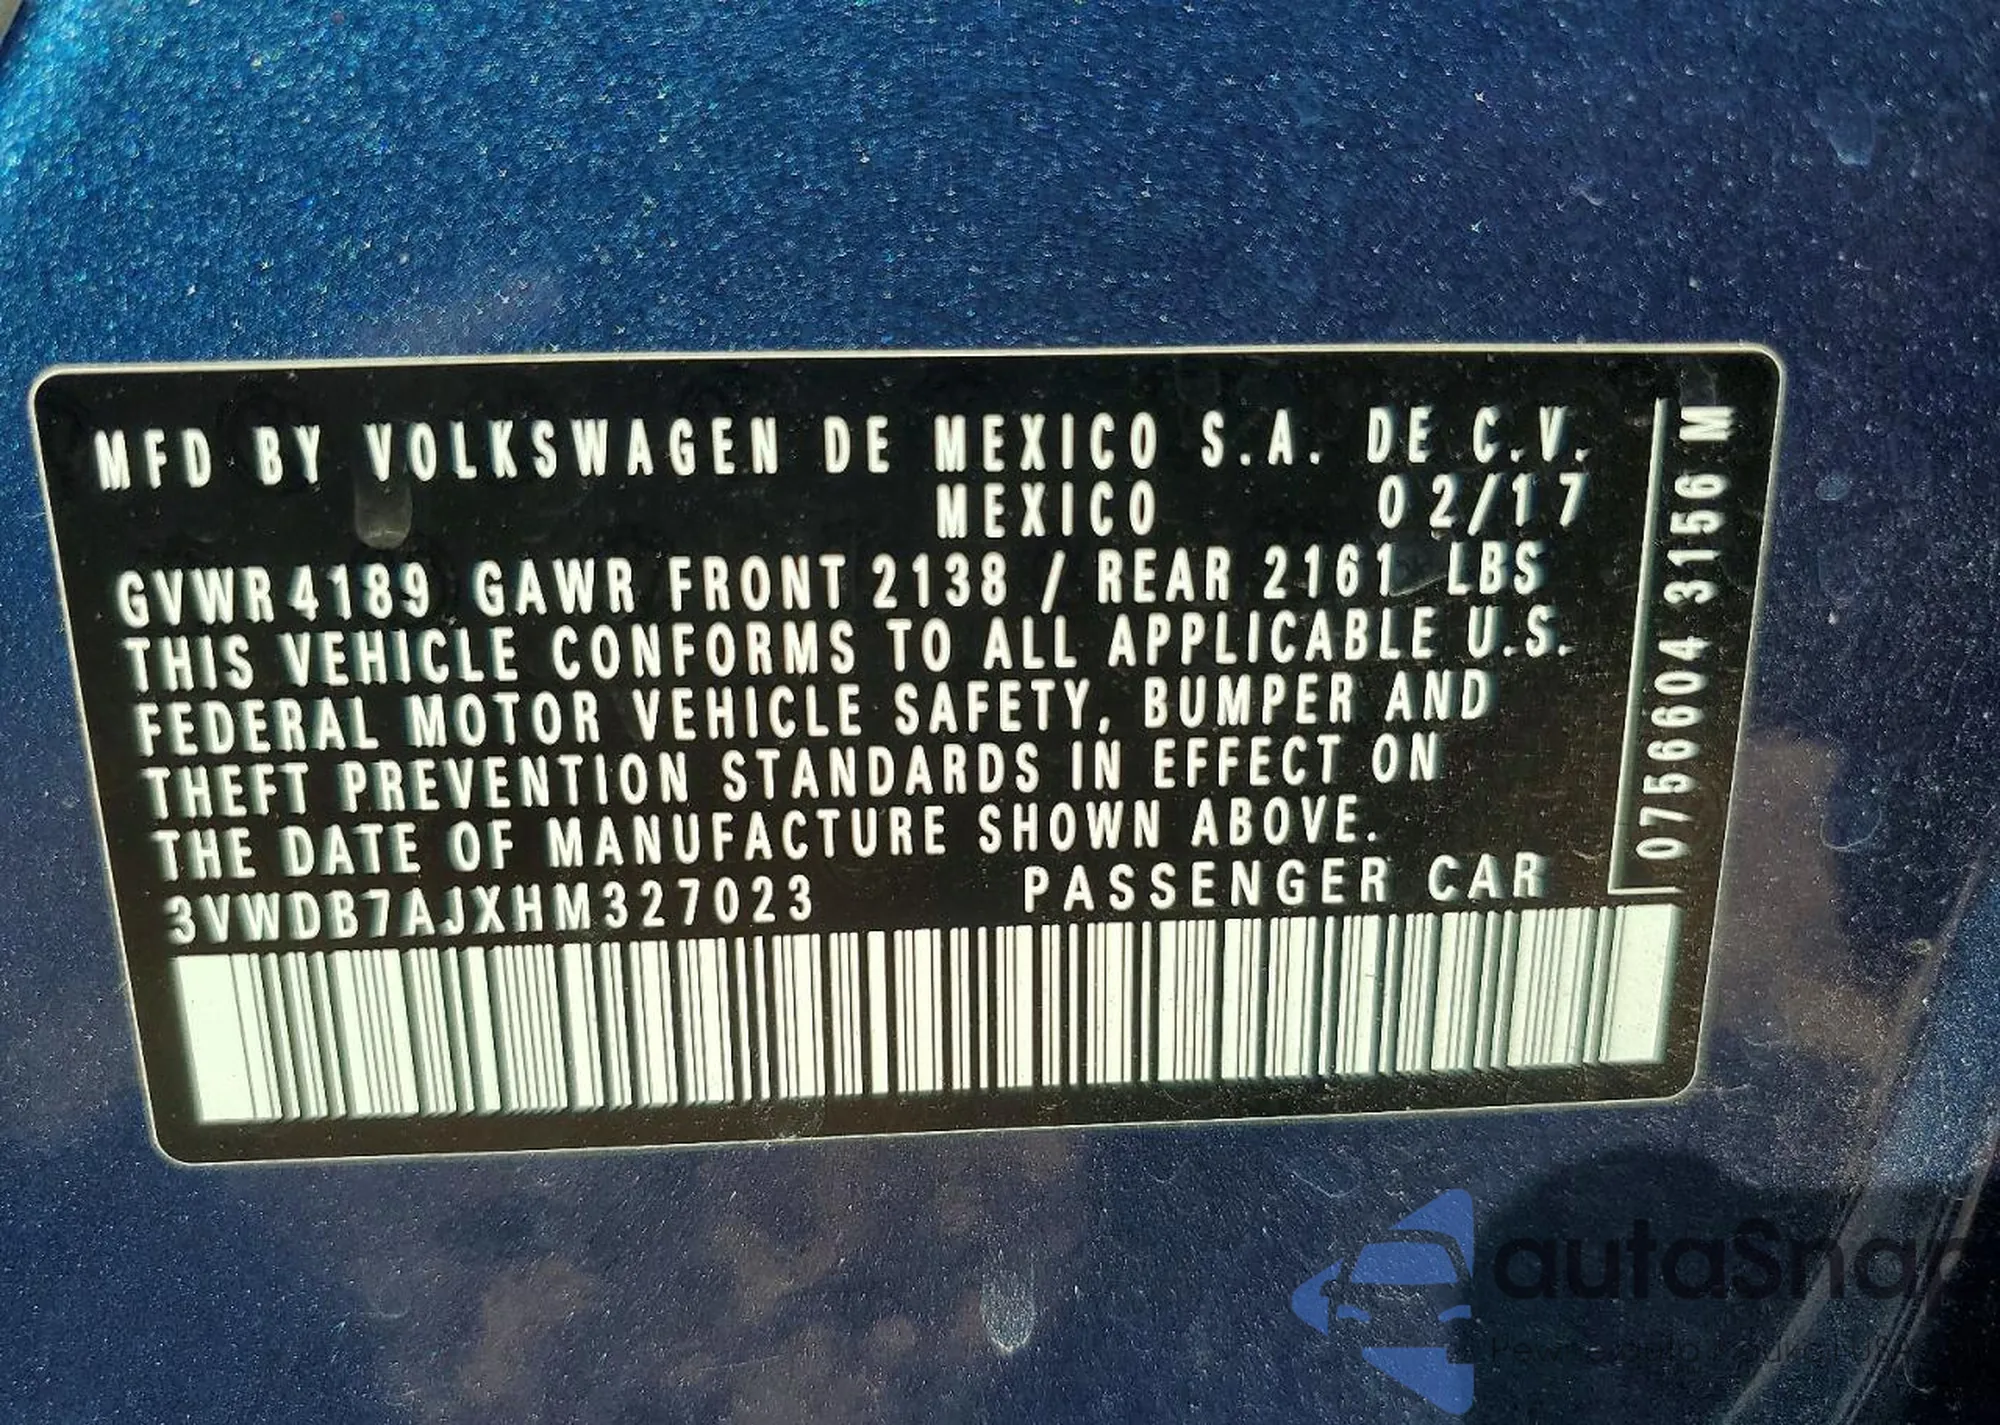 MFD BY VOLKSWAGEN DE MEXICO S.A. DE C.V.
MEXICO 02/17
GVWR 4189 GAWR FRONT 2138 / REAR 2161 LBS
THIS VEHICLE CONFORMS TO ALL APPLICABLE U.S.
FEDERAL MOTOR VEHICLE SAFETY, BUMPER AND
THEFT PREVENTION STANDARDS IN EFFECT ON
THE DATE OF MANUFACTURE SHOWN ABOVE.
3VWDB7AJXHM327023 PASSENGER CAR
0756604 3156 M
autaSnap